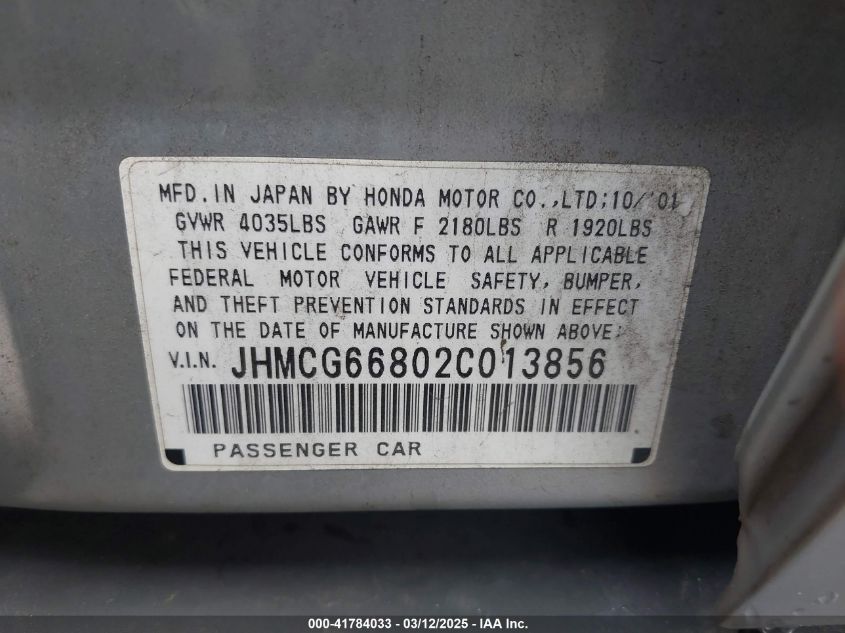 MFD. IN JAPAN BY HONDA MOTOR CO., LTD; 10/'01
GVWR 4035LBS GAWR F 2180LBS R 1920LBS
THIS VEHICLE CONFORMS TO ALL APPLICABLE
FEDERAL MOTOR VEHICLE SAFETY, BUMPER,
AND THEFT PREVENTION STANDARDS IN EFFECT
ON THE DATE OF MANUFACTURE SHOWN ABOVE;
V.I.N. JHMCG66802C013856
PASSENGER CAR
000-41784033 - 03/12/2025 - IAA Inc.